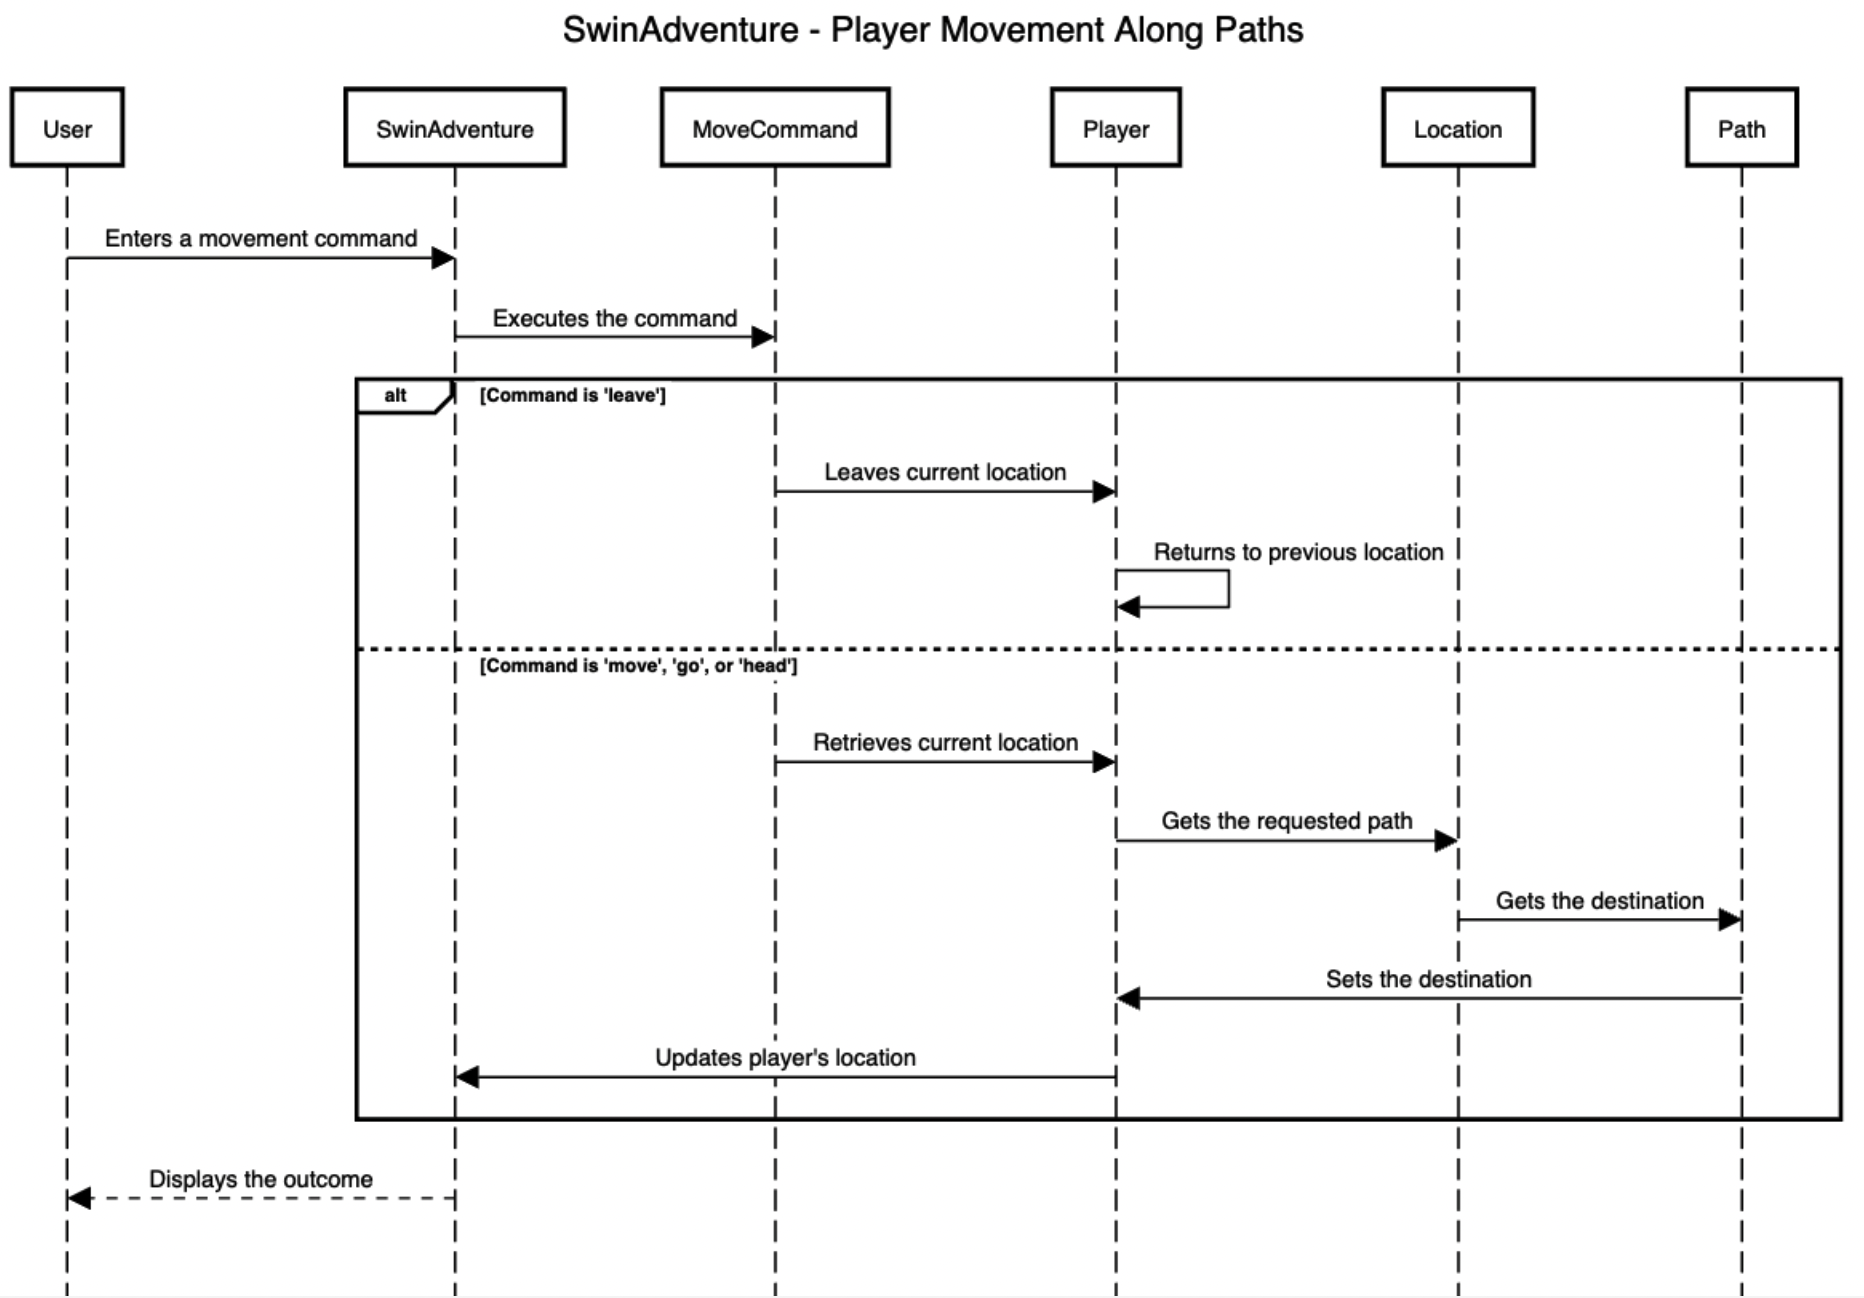 SwinAdventure - Player Movement Along Paths
User
SwinAdventure
MoveCommand
Player
Location
Path
Enters a movement command
Executes the command
alt
[Command is 'leave']
Leaves current location
Returns to previous location
[Command is 'move', 'go', or 'head']
Retrieves current location
Gets the requested path
Gets the destination
Sets the destination
Updates player's location
Displays the outcome